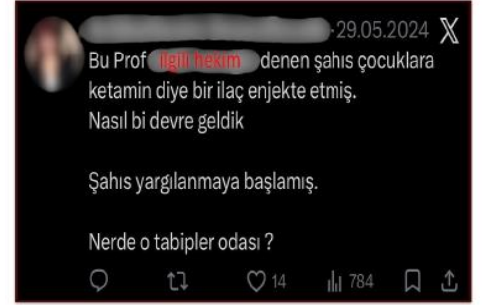 29.05.2024 X
Bu Prof ilgili hekim denen şahıs çocuklara
ketamin diye bir ilaç enjekte etmiş.
Nasıl bi devre geldik
Şahıs yargılanmaya başlamış.
Nerde o tabipler odası ?
14 784